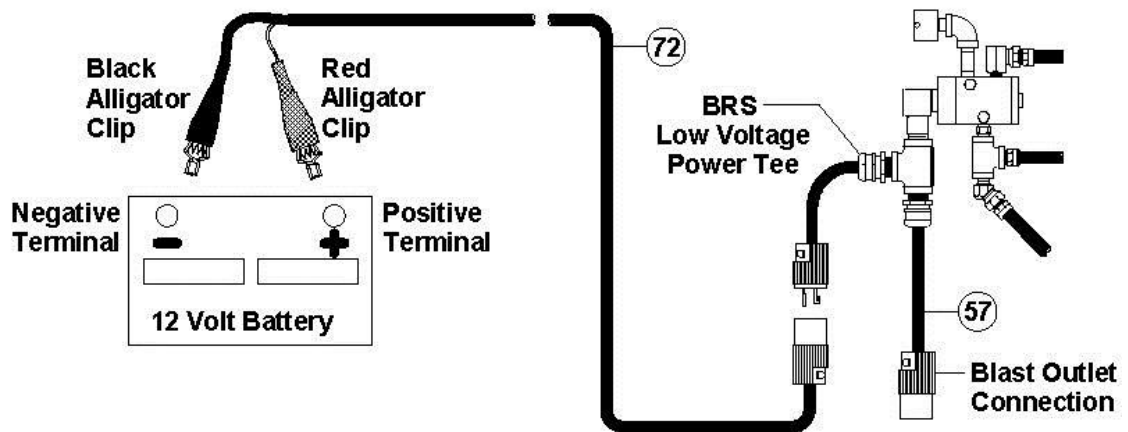 Black
Alligator
Clip
Red
Alligator
Clip
72
BRS
Low Voltage
Power Tee
Negative
Terminal
Positive
Terminal
12 Volt Battery
57
Blast Outlet
Connection